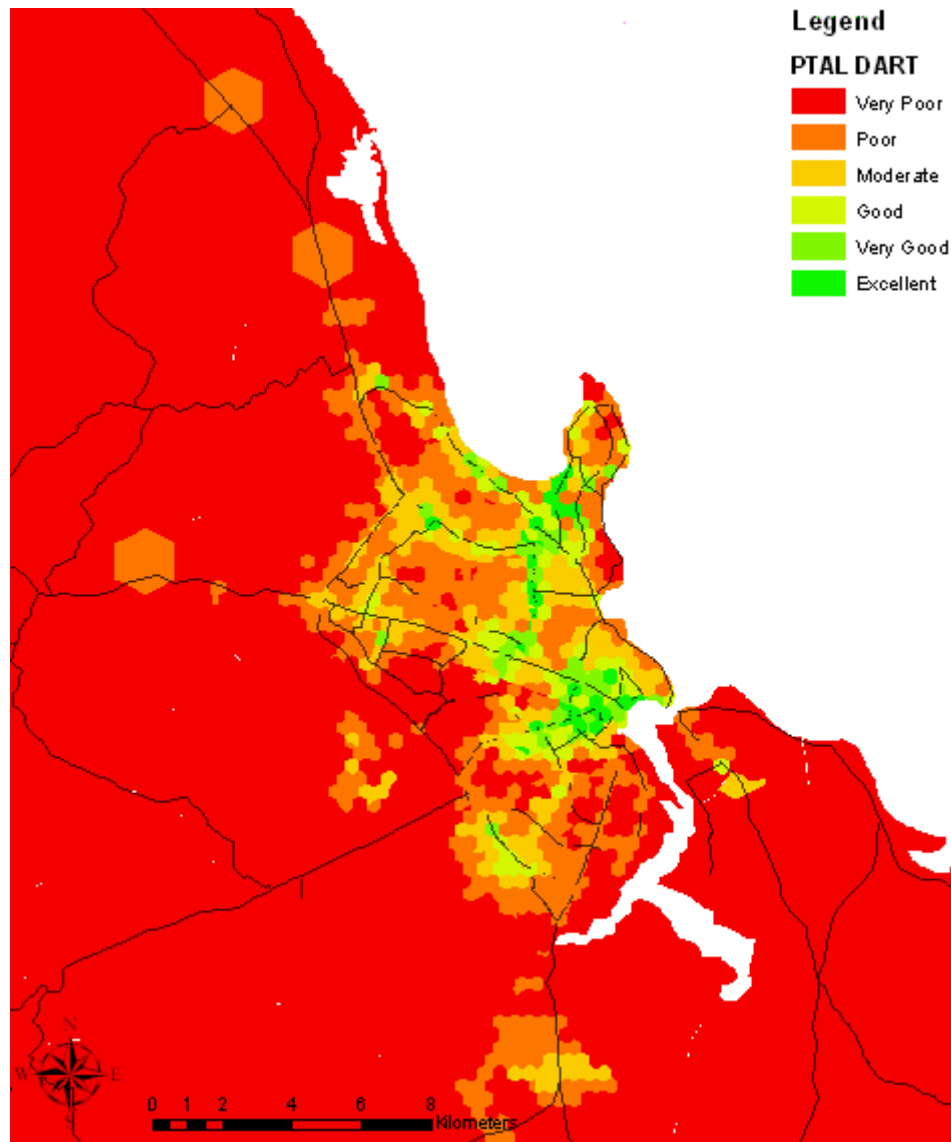 Legend
PTAL DART
Very Poor
Poor
Moderate
Good
Very Good
Excellent
N
W E
S
0 1 2 4 6 8
Kilometers